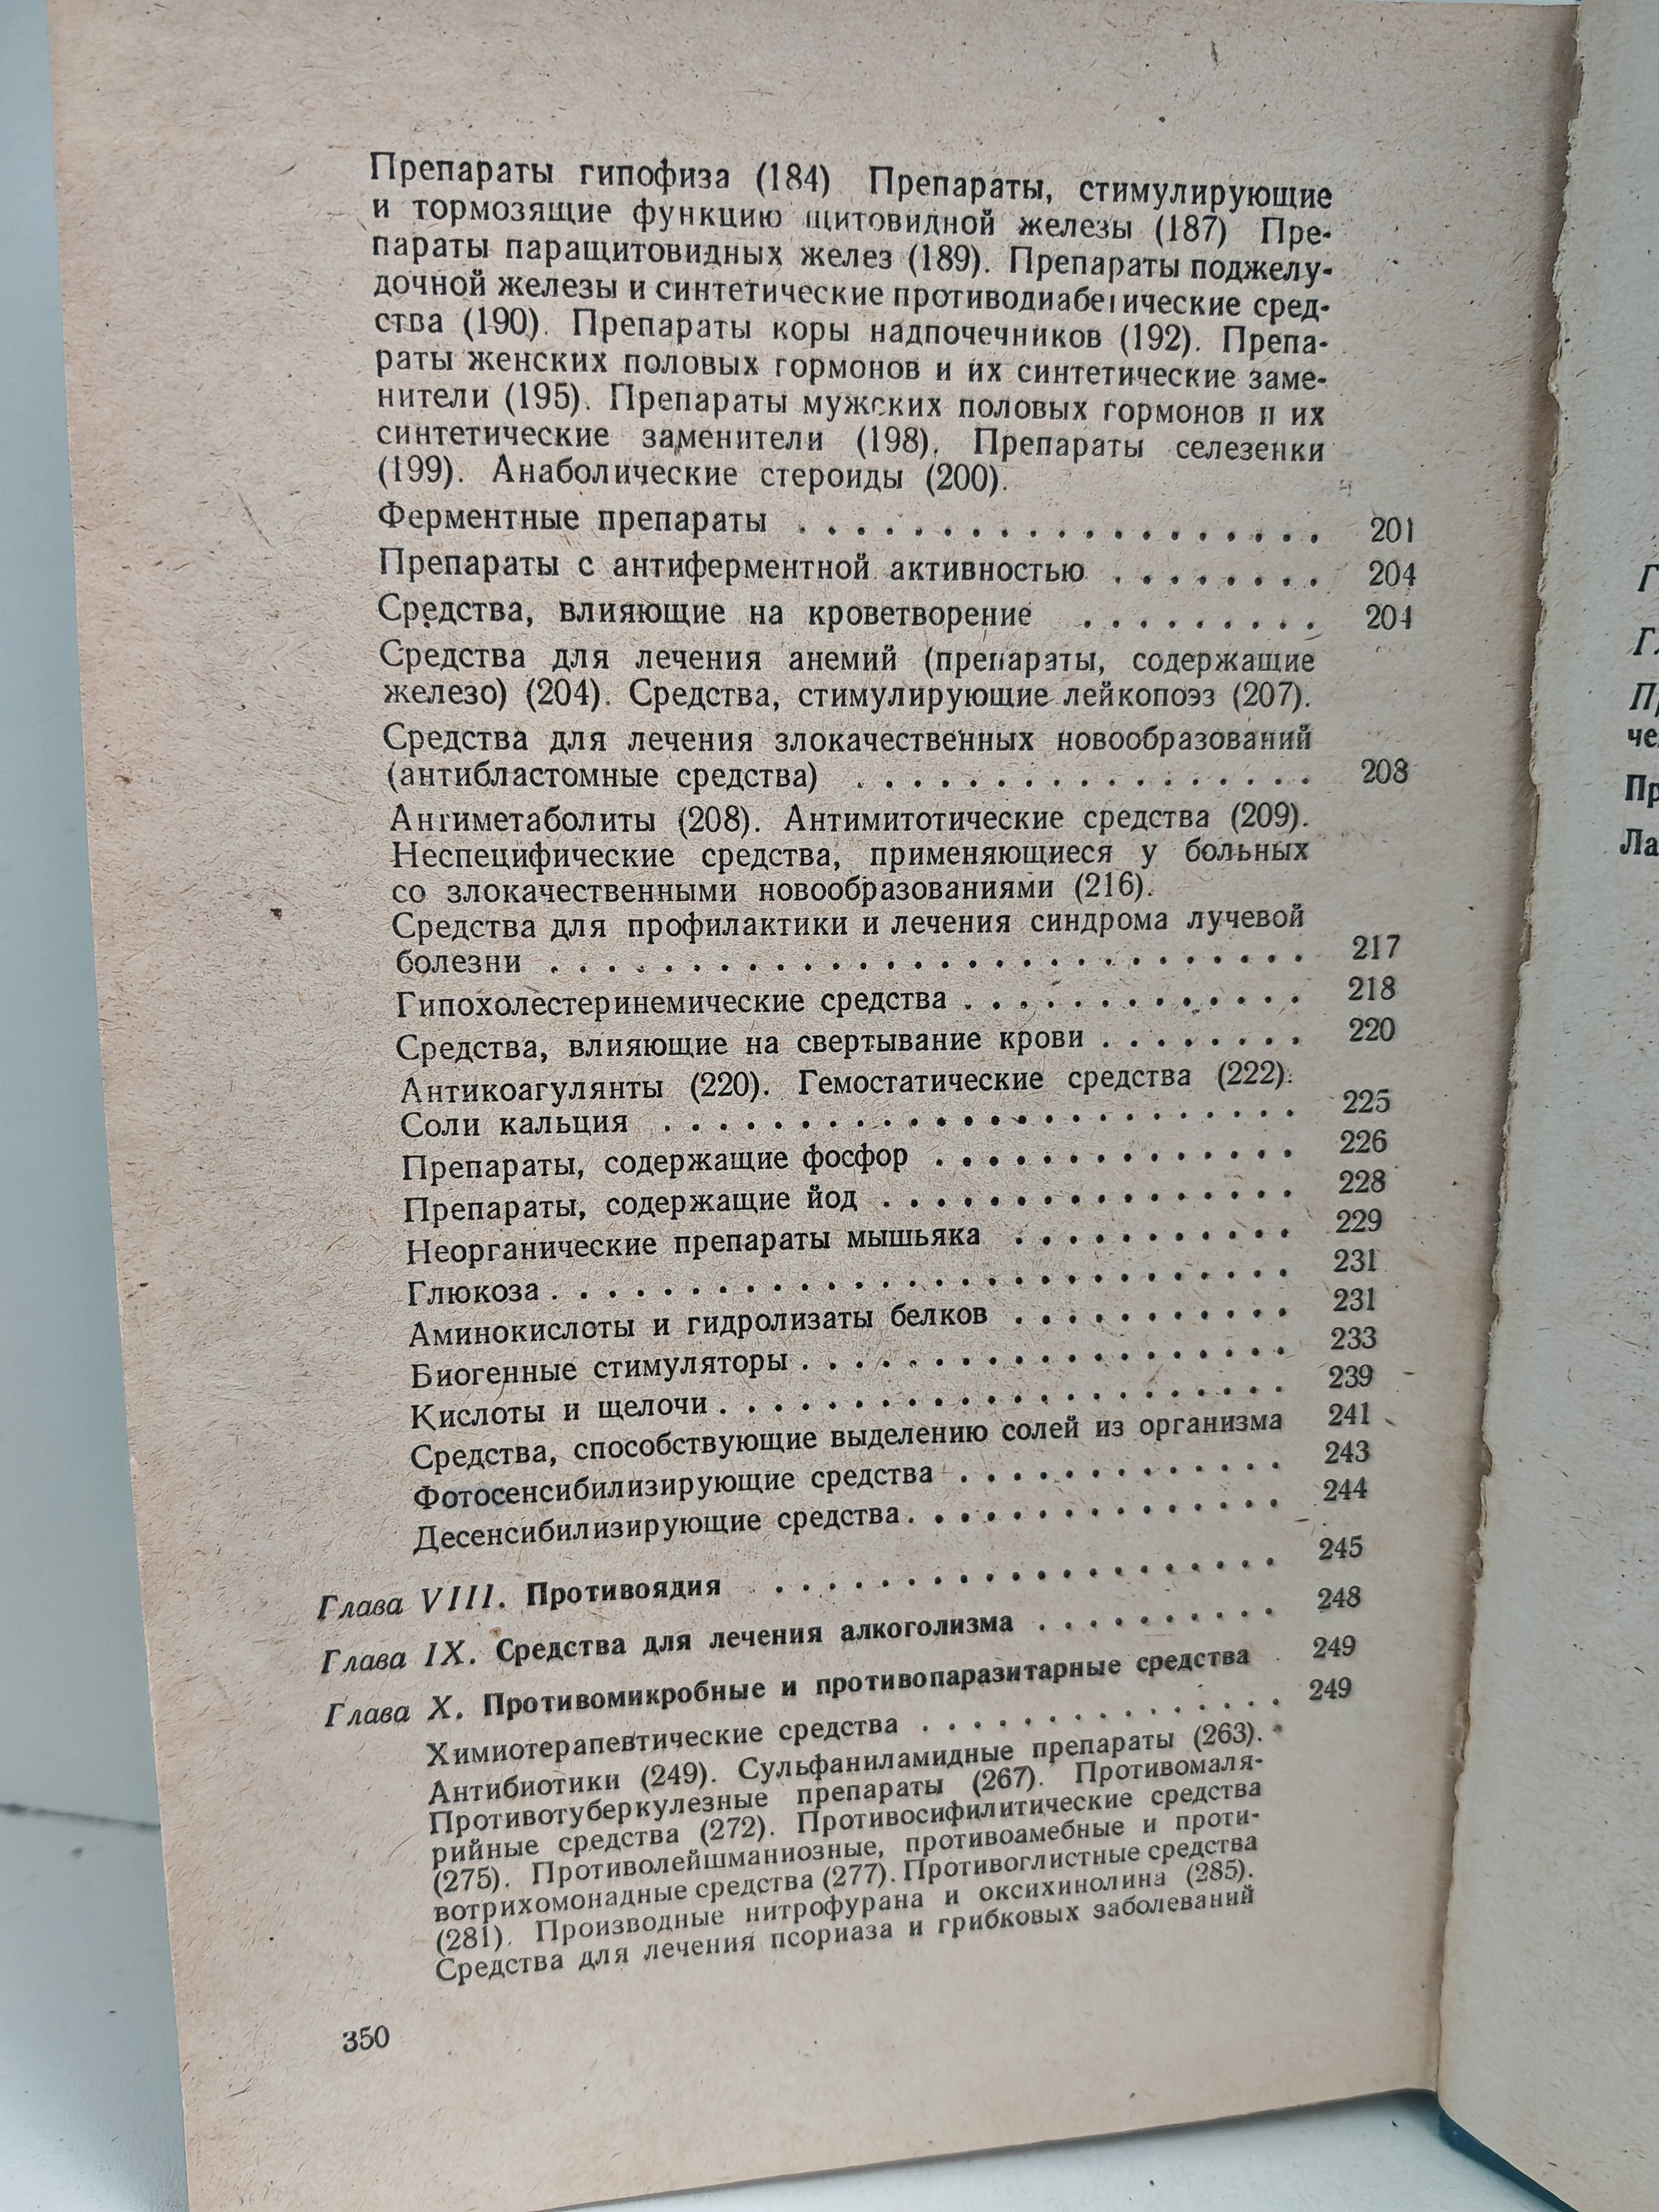 Препараты гипофиза (184) Препараты, стимулирующие
и тормозящие функцию щитовидной железы (187) Пре-
параты паращитовидных желез (189). Препараты поджелу-
дочной железы и синтетические противодиабетические сред-
ства (190). Препараты коры надпочечников (192). Препа-
раты женских половых гормонов и их синтетические заме-
нители (195). Препараты мужских половых гормонов и их
синтетические заменители (198). Препараты селезенки
(199). Анаболические стероиды (200).
Ферментные препараты . . . . . . . . . . . . . . . . . . . 201
Препараты с антиферментной активностью . . . . . . . . 204
Средства, влияющие на кроветворение . . . . . . . . . 204
Средства для лечения анемий (препараты, содержащие
железо) (204). Средства, стимулирующие лейкопоэз (207).
Средства для лечения злокачественных новообразований
(антибластомные средства) . . . . . . . . . . . . . . . . . 208
Антиметаболиты (208). Антимитотические средства (209).
Неспецифические средства, применяющиеся у больных
со злокачественными новообразованиями (216).
Средства для профилактики и лечения синдрома лучевой
болезни . . . . . . . . . . . . . . . . . . . . . . . . . . . 217
Гипохолестеринемические средства . . . . . . . . . . . . . 218
Средства, влияющие на свертывание крови . . . . . . . . 220
Антикоагулянты (220). Гемостатические средства (222).
Соли кальция . . . . . . . . . . . . . . . . . . . . . . . . 225
Препараты, содержащие фосфор . . . . . . . . . . . . . . 226
Препараты, содержащие йод . . . . . . . . . . . . . . . . 228
Неорганические препараты мышьяка . . . . . . . . . . . 229
Глюкоза . . . . . . . . . . . . . . . . . . . . . . . . . . . 231
Аминокислоты и гидролизаты белков . . . . . . . . . . . 231
Биогенные стимуляторы . . . . . . . . . . . . . . . . . . 233
Кислоты и щелочи . . . . . . . . . . . . . . . . . . . . . 239
Средства, способствующие выделению солей из организма 241
Фотосенсибилизирующие средства . . . . . . . . . . . . . 243
Десенсибилизирующие средства . . . . . . . . . . . . . . 244
Глава VIII. Противоядия . . . . . . . . . . . . . . . . . . . 245
Глава IX. Средства для лечения алкоголизма . . . . . . . . . . 248
Глава X. Противомикробные и противопаразитарные средства . 249
Химиотерапевтические средства . . . . . . . . . . . . . . 249
Антибиотики (249). Сульфаниламидные препараты (263).
Противотуберкулезные препараты (267). Противомаля-
рийные средства (272). Противосифилитические средства
(275). Противолейшманиозные, противоамебные и проти-
вотрихомонадные средства (277). Противоглистные средства
(281). Производные нитрофурана и оксихинолина (285).
Средства для лечения псориаза и грибковых заболеваний
350